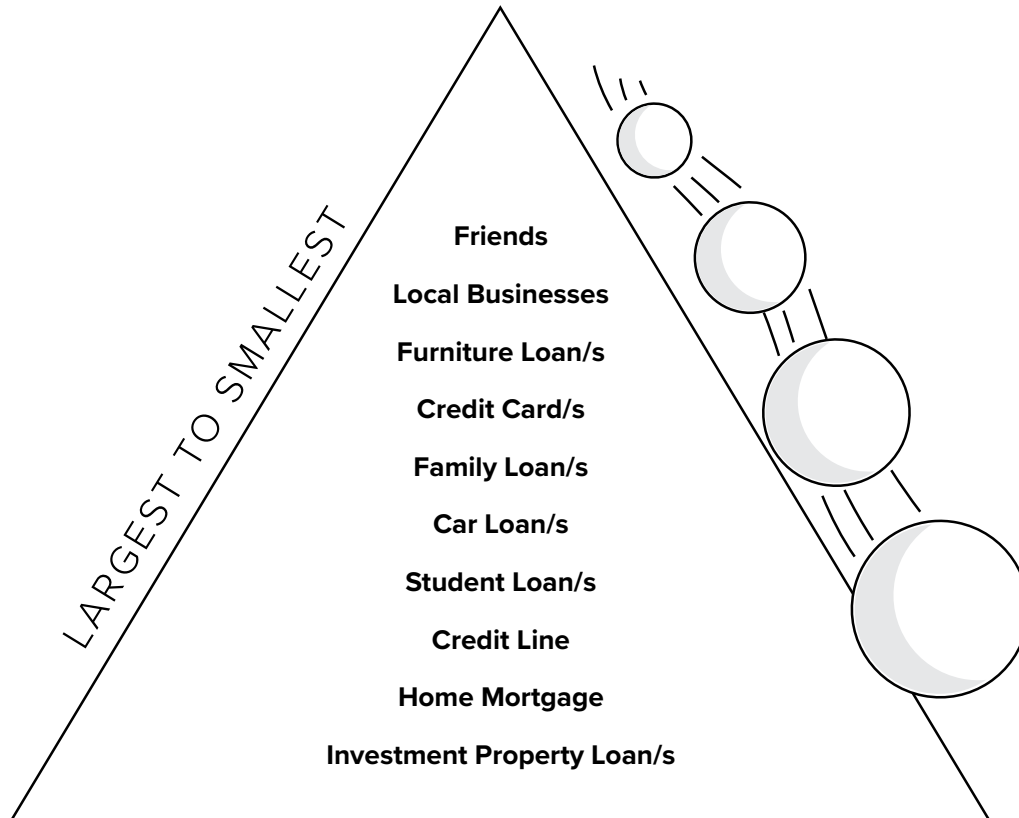 LARGEST TO SMALLEST
Friends
Local Businesses
Furniture Loan/s
Credit Card/s
Family Loan/s
Car Loan/s
Student Loan/s
Credit Line
Home Mortgage
Investment Property Loan/s